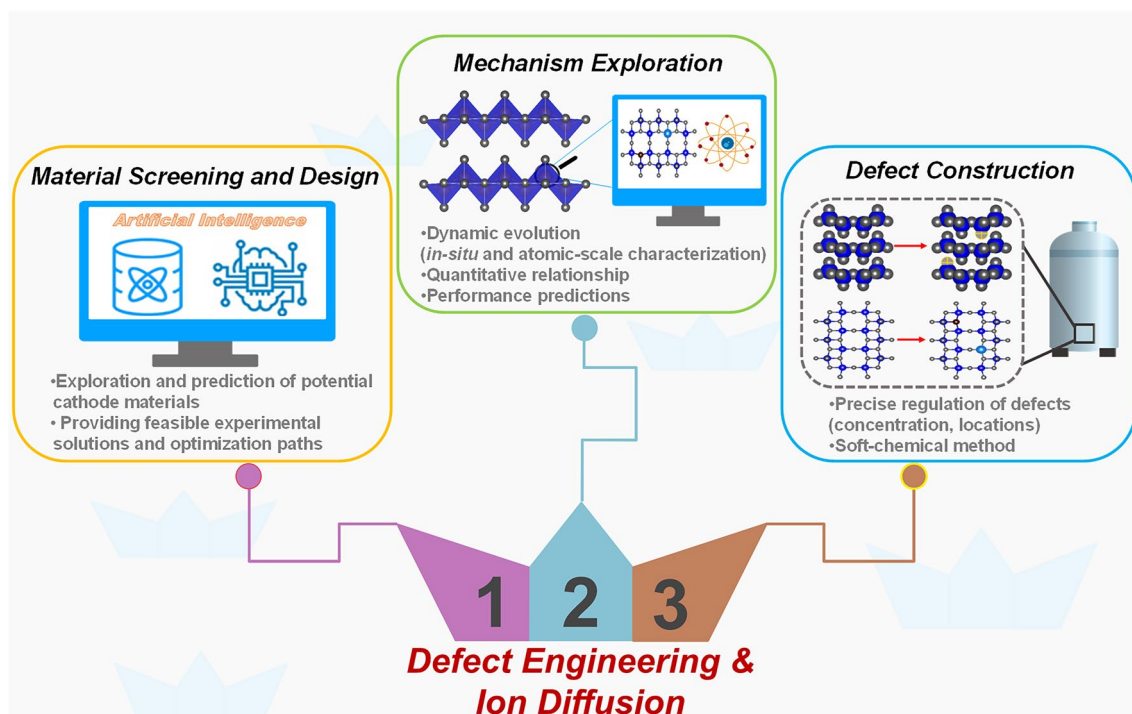 Mechanism Exploration
•Dynamic evolution
(in-situ and atomic-scale characterization)
•Quantitative relationship
•Performance predictions
Material Screening and Design
Artificial Intelligence
•Exploration and prediction of potential
cathode materials
• Providing feasible experimental
solutions and optimization paths
Defect Construction
•Precise regulation of defects
(concentration, locations)
•Soft-chemical method
1 2 3
Defect Engineering &
Ion Diffusion